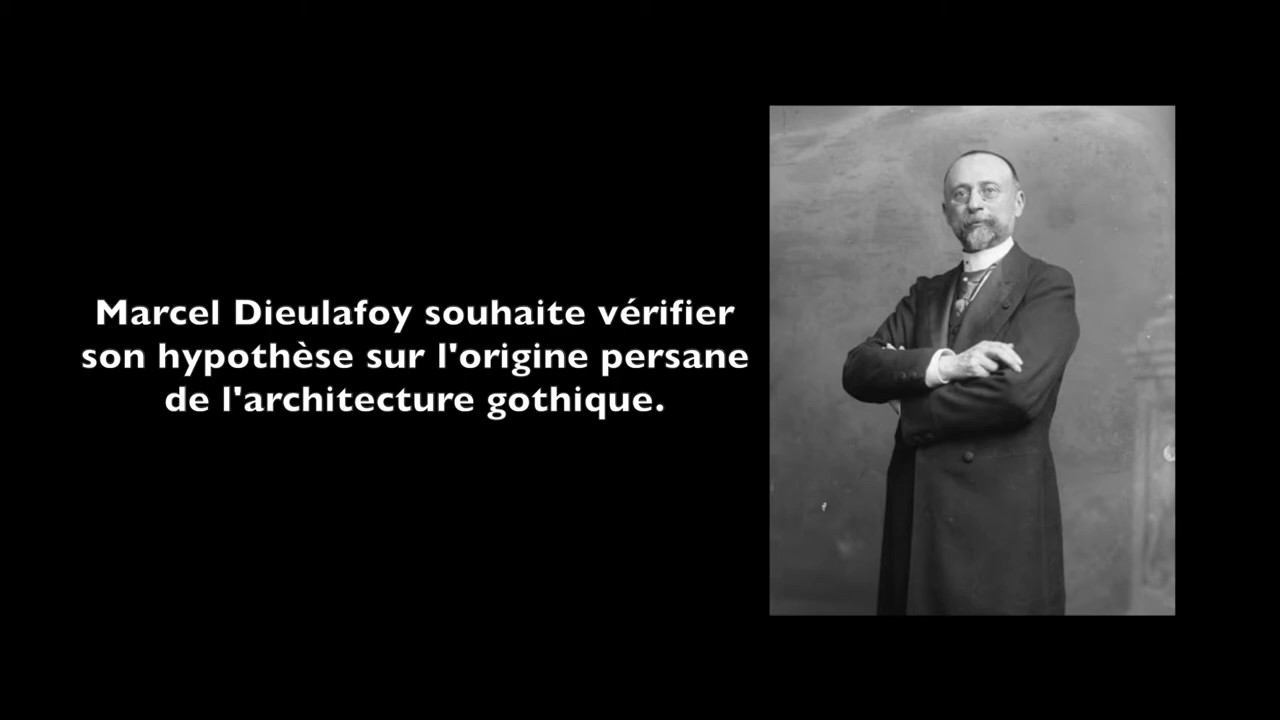 Marcel Dieulafoy souhaite vérifier
son hypothèse sur l'origine persane
de l'architecture gothique.